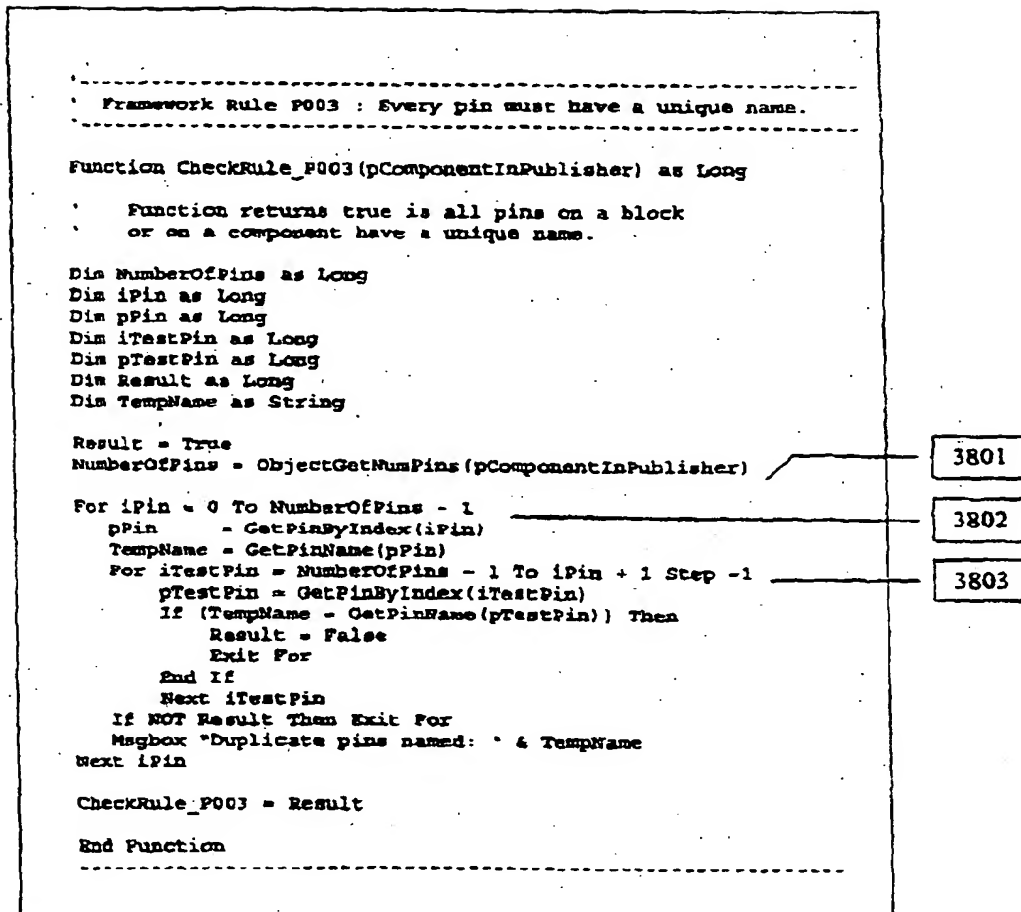 '------------------------------------------------------------
' Framework Rule P003 : Every pin must have a unique name.
'------------------------------------------------------------
Function CheckRule_P003(pComponentInPublisher) as Long
' Function returns true is all pins on a block
' or on a component have a unique name.
Dim NumberOfPins as Long
Dim iPin as Long
Dim pPin as Long
Dim iTestPin as Long
Dim pTestPin as Long
Dim Result as Long
Dim TempName as String
Result = True
NumberOfPins = ObjectGetNumPins(pComponentInPublisher)
3801
For iPin = 0 To NumberOfPins - 1
3802
pPin = GetPinByIndex(iPin)
TempName = GetPinName(pPin)
For iTestPin = NumberOfPins - 1 To iPin + 1 Step -1
3803
pTestPin = GetPinByIndex(iTestPin)
If (TempName = GetPinName(pTestPin)) Then
Result = False
Exit For
End If
Next iTestPin
If NOT Result Then Exit For
Msgbox "Duplicate pins named: " & TempName
Next iPin
CheckRule_P003 = Result
End Function
------------------------------------------------------------